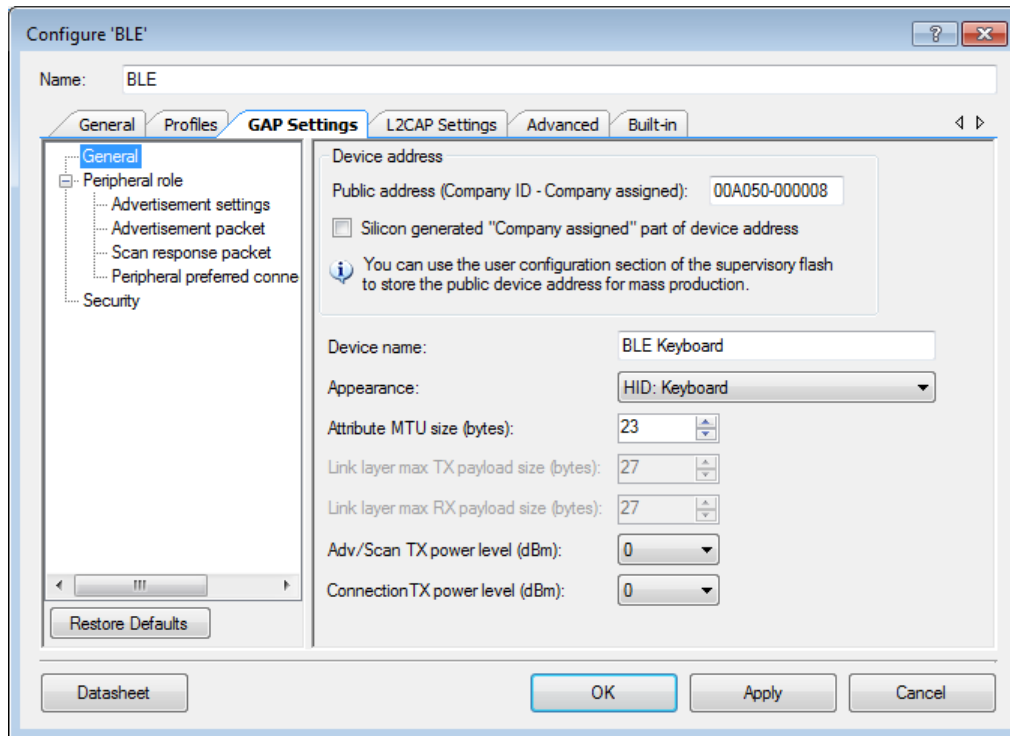 Configure 'BLE'
Name: BLE
General Profiles GAP Settings L2CAP Settings Advanced Built-in
General
Peripheral role
Advertisement settings
Advertisement packet
Scan response packet
Peripheral preferred conne
Security
Restore Defaults
Device address
Public address (Company ID - Company assigned): 00A050-000008
Silicon generated "Company assigned" part of device address
You can use the user configuration section of the supervisory flash
to store the public device address for mass production.
Device name: BLE Keyboard
Appearance: HID: Keyboard
Attribute MTU size (bytes): 23
Link layer max TX payload size (bytes): 27
Link layer max RX payload size (bytes): 27
Adv/Scan TX power level (dBm): 0
Connection TX power level (dBm): 0
Datasheet OK Apply Cancel